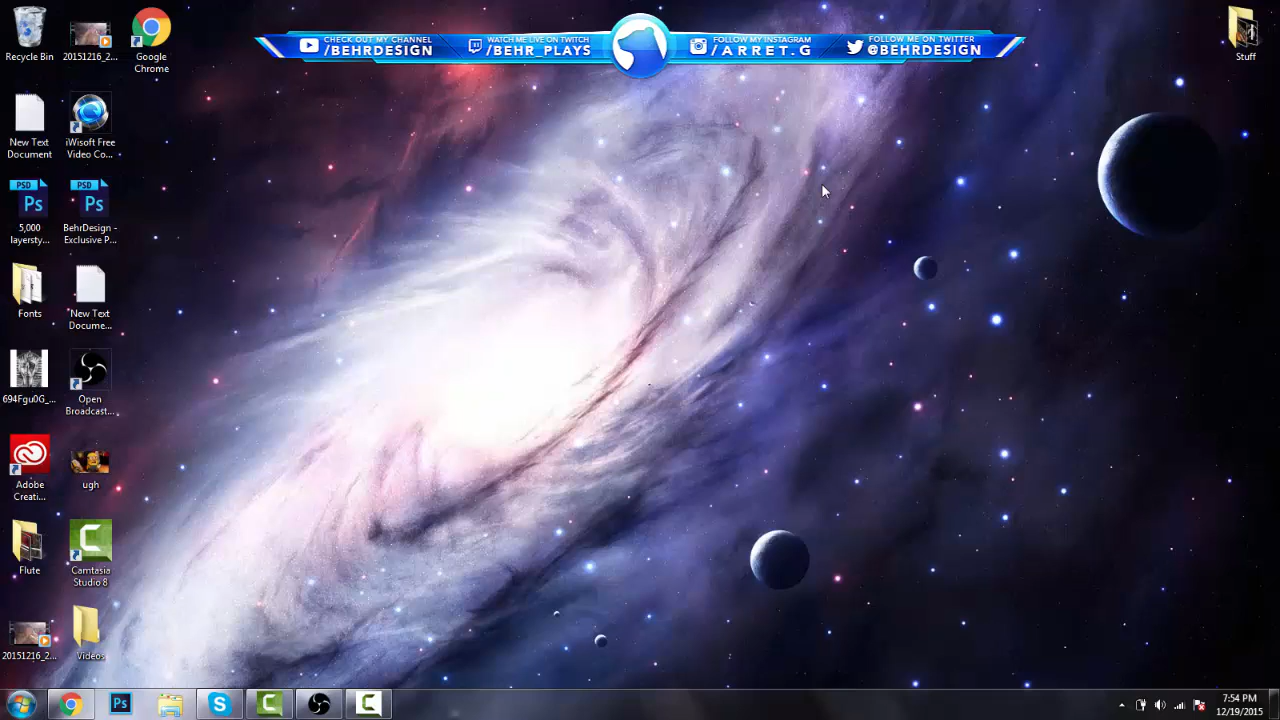 CHECK OUT MY CHANNEL
/BEHRDESIGN
WATCH ME LIVE ON TWITCH
/BEHR_PLAYS
FOLLOW MY INSTAGRAM
/ARRET.G
FOLLOW ME ON TWITTER
@BEHRDESIGN
Recycle Bin
20151216_2...
Google
Chrome
Stuff
New Text
Document
iWisoft Free
Video Co...
PSD
Ps
5,000
layersty...
PSD
Ps
BehrDesign -
Exclusive P...
Fonts
New Text
Docume...
694Fgu0G_...
Open
Broadcast...
Adobe
Creati...
ugh
Flute
Camtasia
Studio 8
20151216_2...
Videos
Ps
7:54 PM
12/19/2015